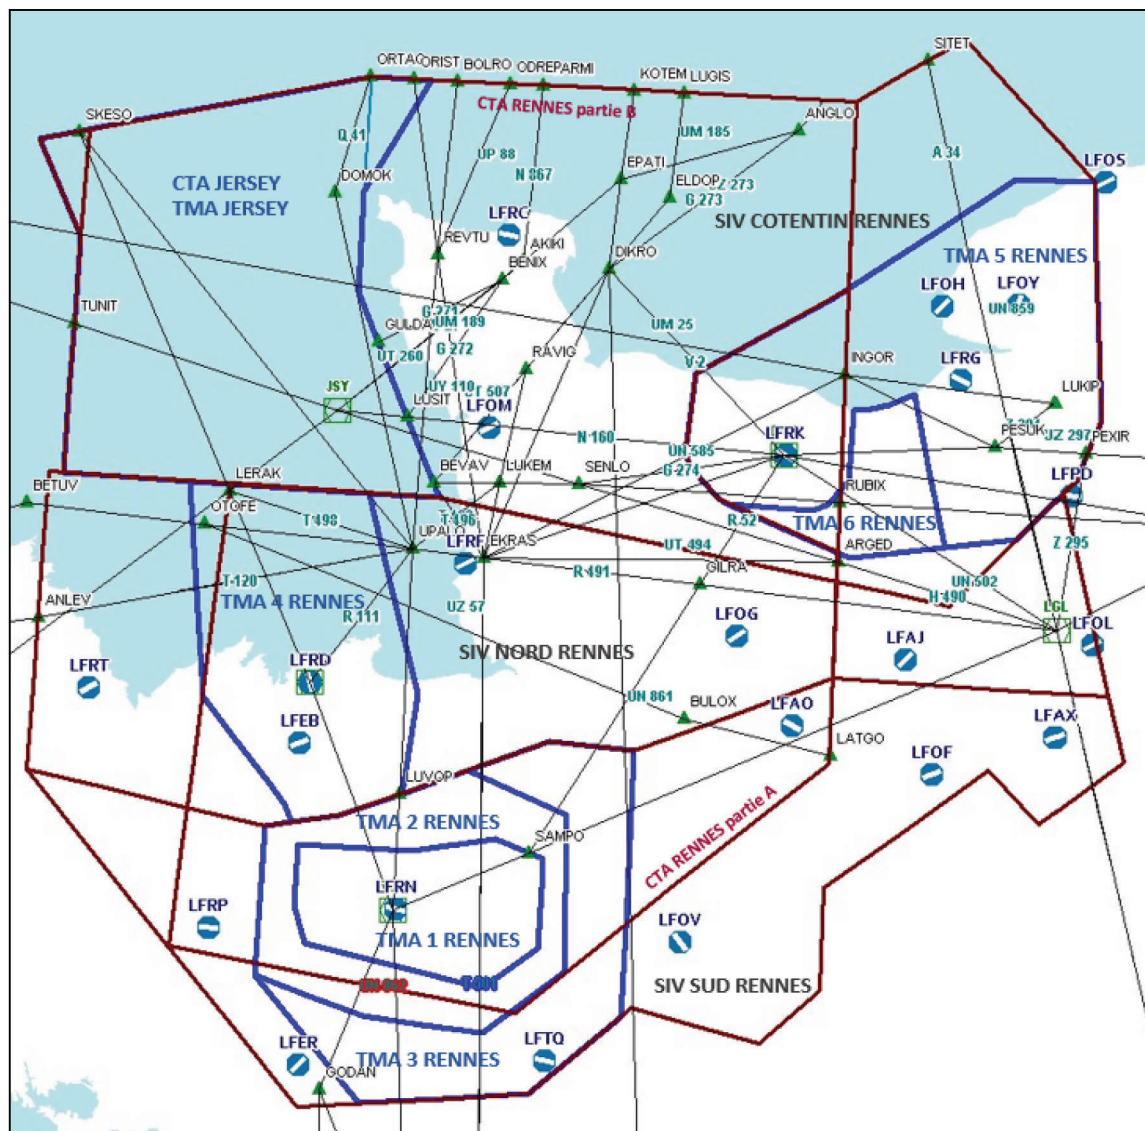 SITET
ORTAC
ORIST
BOLRO
ODRE
PARMI
KOTEM
LUGIS
CTA RENNES partie B
SKESO
ANGLO
Q 41
UM 185
A 34
UP 88
EPATI
LFOS
CTA JERSEY
TMA JERSEY
DOMOK
N 867
ELDOP
UZ 273
G 273
SIV COTENTIN RENNES
LFRC
REVTU
AKIKI
BENIX
DIKRO
TMA 5 RENNES
LFOH
LFOY
UN 859
TUNIT
G 271
GULDA
UM 189
UM 25
G 272
UT 260
RAVIG
V 2
INGOR
LFRG
JSY
UY 110
UT 507
LUKIP
LUSIT
LFOM
N 160
LFRK
PESUK
UZ 297
PEXIR
UN 585
G 274
BETUV
LERAK
BEVAV
LUKEM
SENLO
RUBIX
LFPD
OTOFE
T 498
T 496
R 52
TMA 6 RENNES
UPALO
LFRF
EKRAS
UT 494
ARGED
Z 295
R 491
GILRA
UN 502
H 490
ANLEV
T 120
TMA 4 RENNES
UZ 57
LGL
R 111
LFOG
LFAJ
LFOL
LFRT
LFRD
SIV NORD RENNES
UN 861
LFEB
BULOX
LFAO
LFAX
LATGO
LFOF
LUVOP
TMA 2 RENNES
SAMPO
CTA RENNES partie A
LFRN
LFRP
TMA 1 RENNES
LFOV
SIV SUD RENNES
LFER
TMA 3 RENNES
LFTQ
GODAN